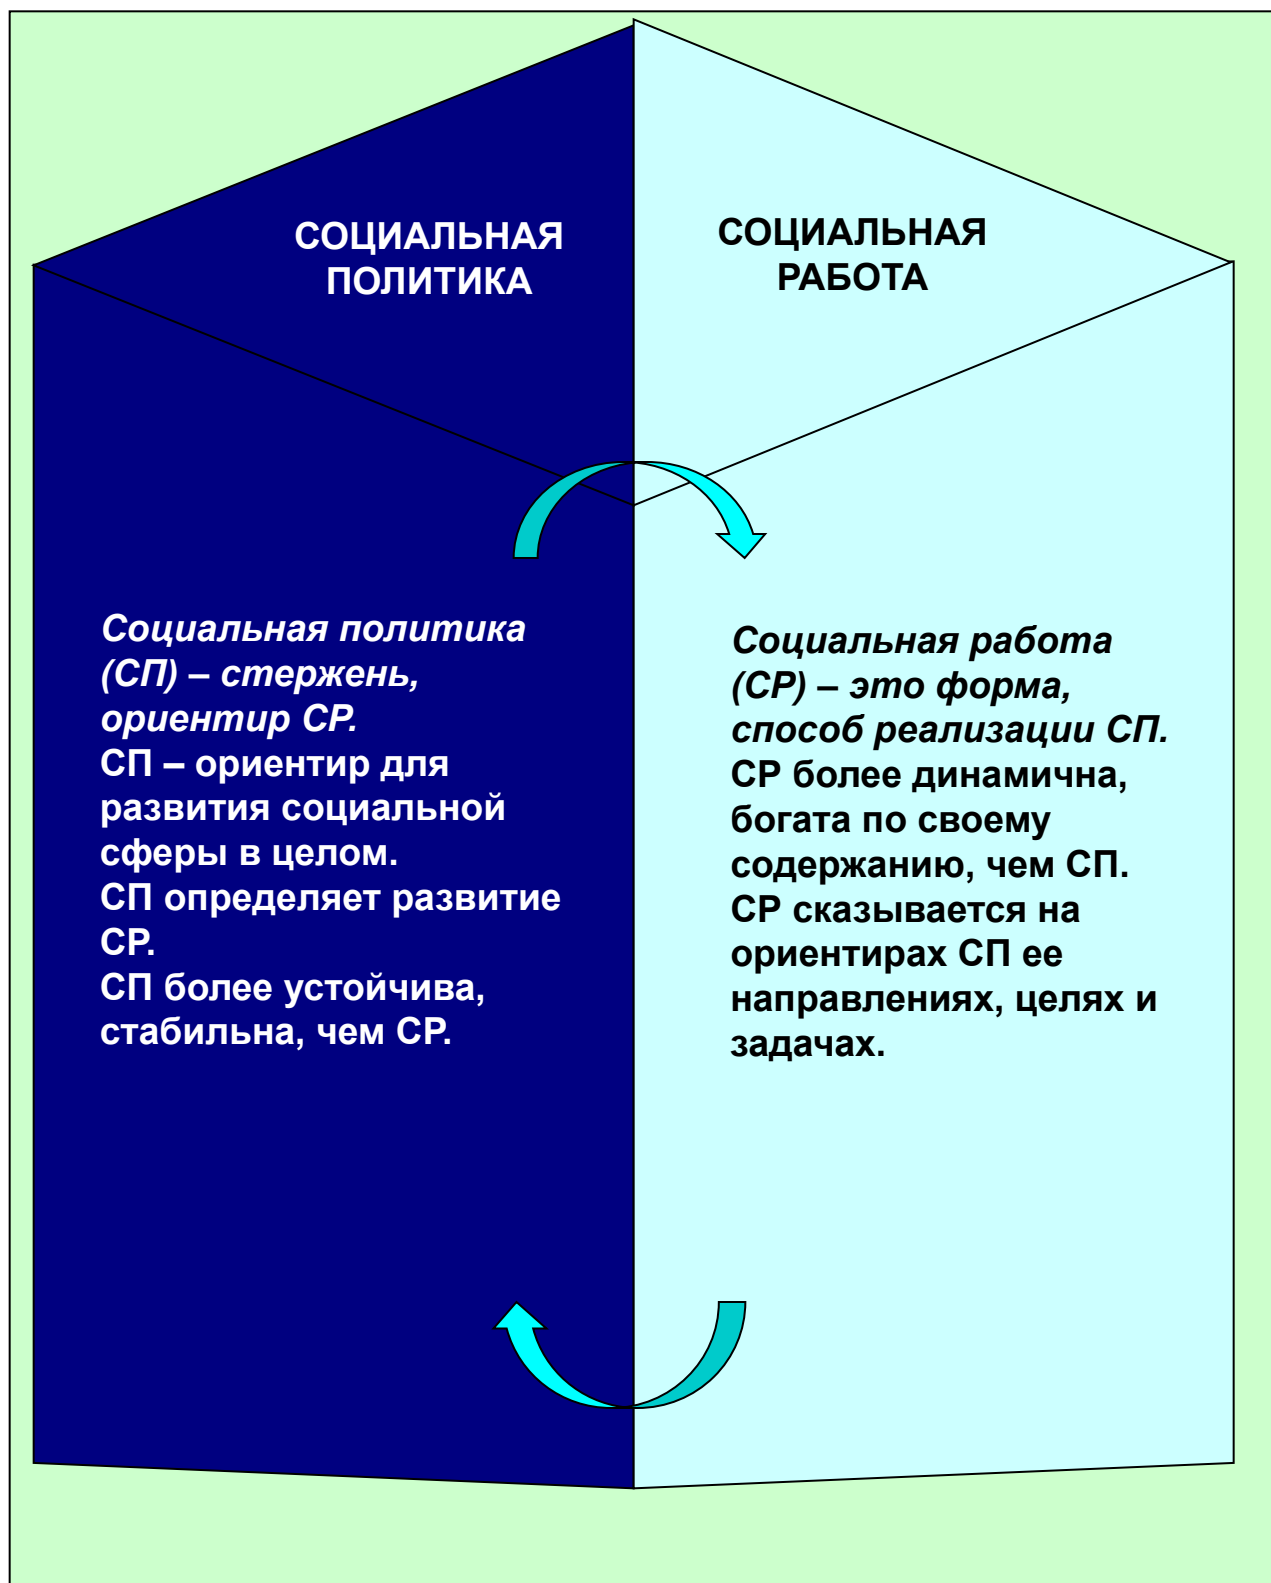 СОЦИАЛЬНАЯ
ПОЛИТИКА
СОЦИАЛЬНАЯ
РАБОТА
Социальная политика
(СП) – стержень,
ориентир СР.
СП – ориентир для
развития социальной
сферы в целом.
СП определяет развитие
СР.
СП более устойчива,
стабильна, чем СР.
Социальная работа
(СР) – это форма,
способ реализации СП.
СР более динамична,
богата по своему
содержанию, чем СП.
СР сказывается на
ориентирах СП ее
направлениях, целях и
задачах.